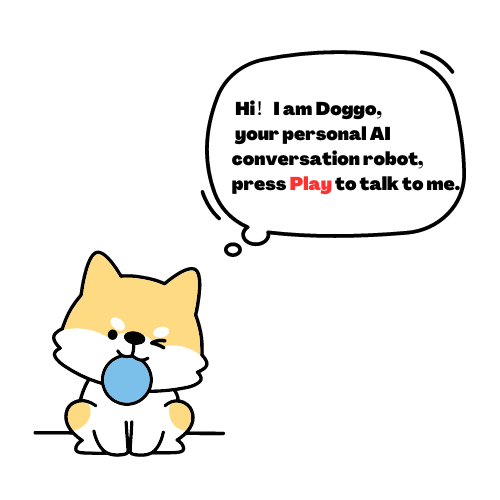 Hi！ I am Doggo,
your personal AI
conversation robot,
press Play to talk to me.